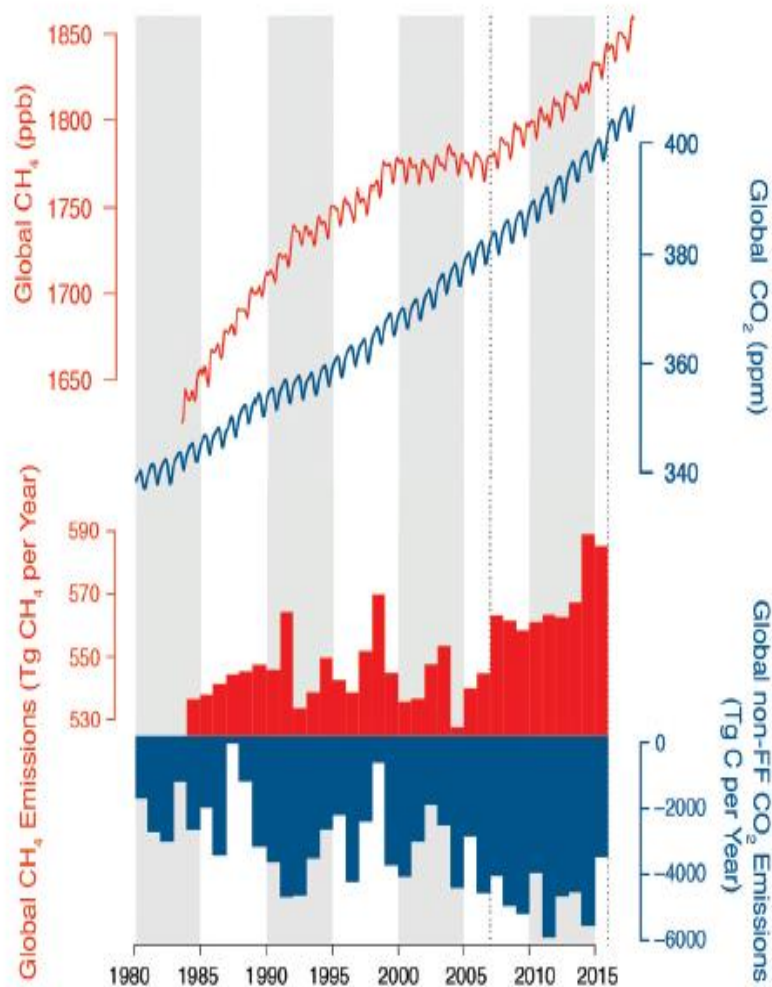 Global CH₄ (ppb)
1850
1800
1750
1700
1650
Global CO₂ (ppm)
400
380
360
340
Global CH₄ Emissions (Tg CH₄ per Year)
590
570
550
530
Global non-FF CO₂ Emissions
(Tg C per Year)
0
-2000
-4000
-6000
1980 1985 1990 1995 2000 2005 2010 2015